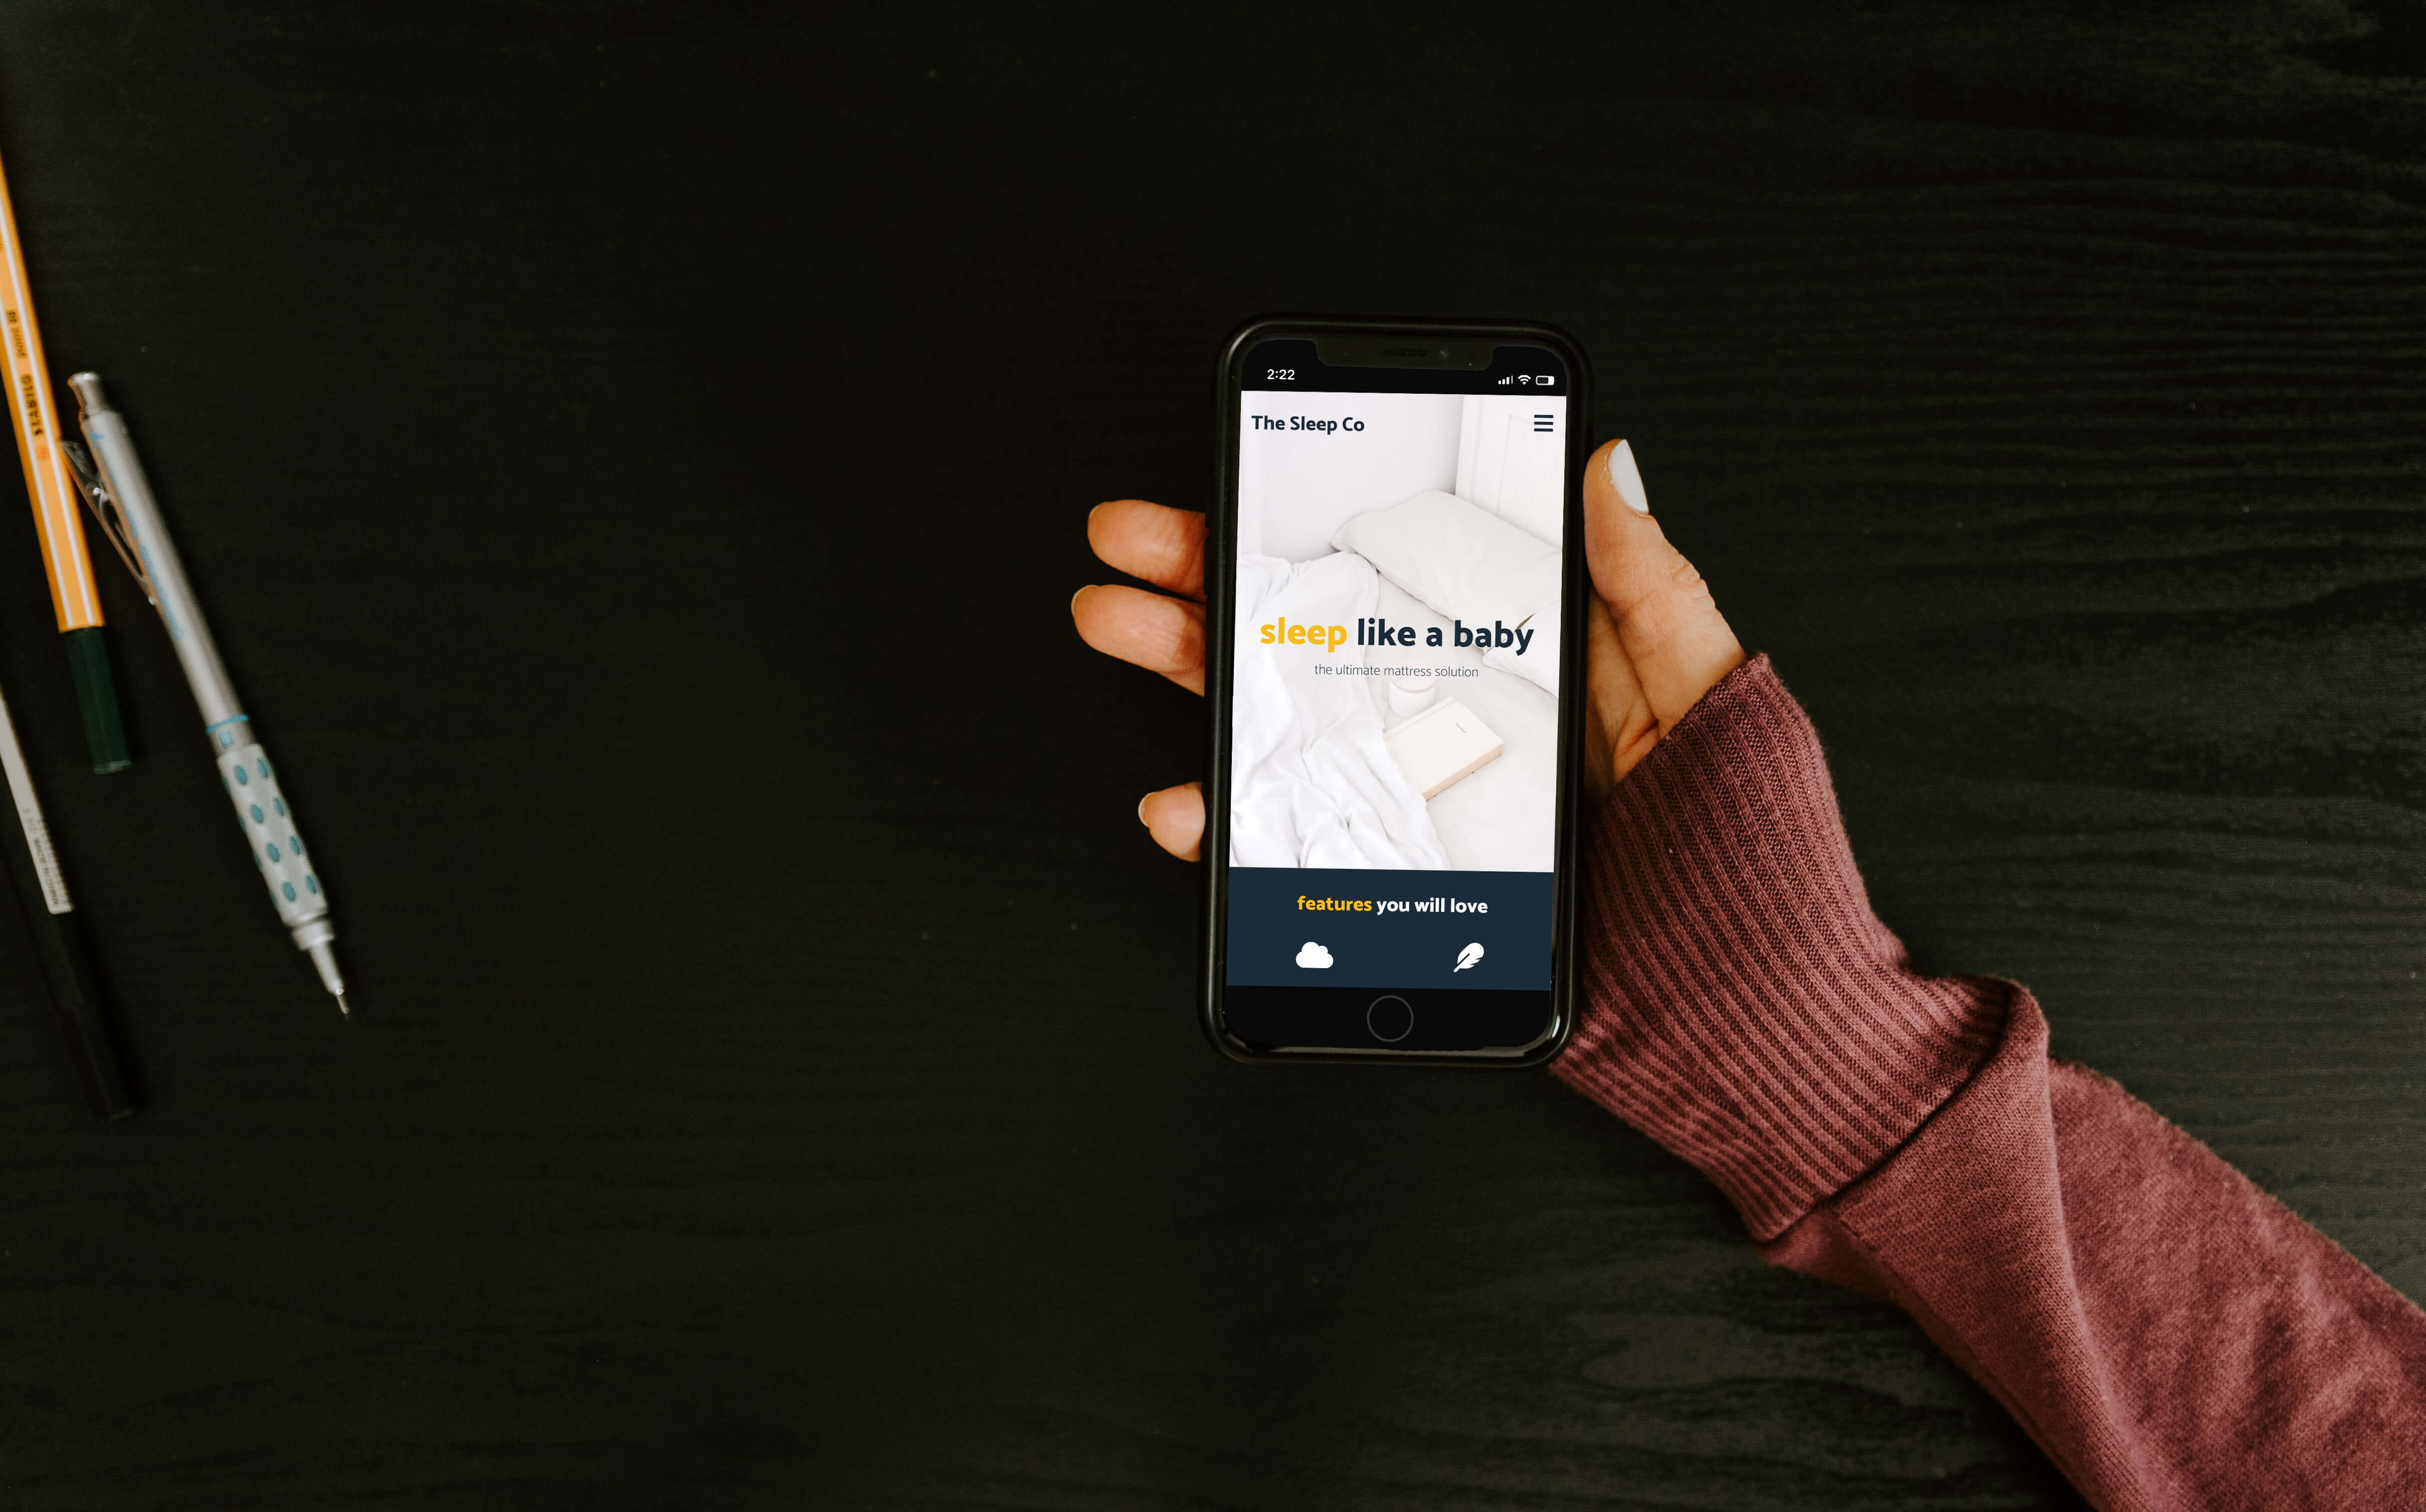 STABILO
point 88
2:22
The Sleep Co
sleep like a baby
the ultimate mattress solution
features you will love